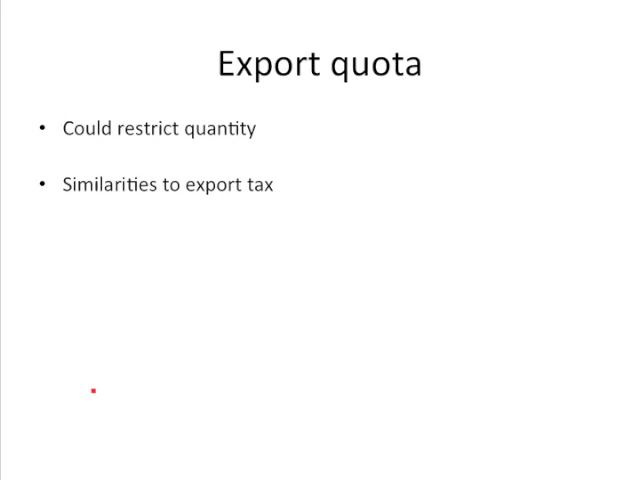 Export quota
• Could restrict quantity
• Similarities to export tax